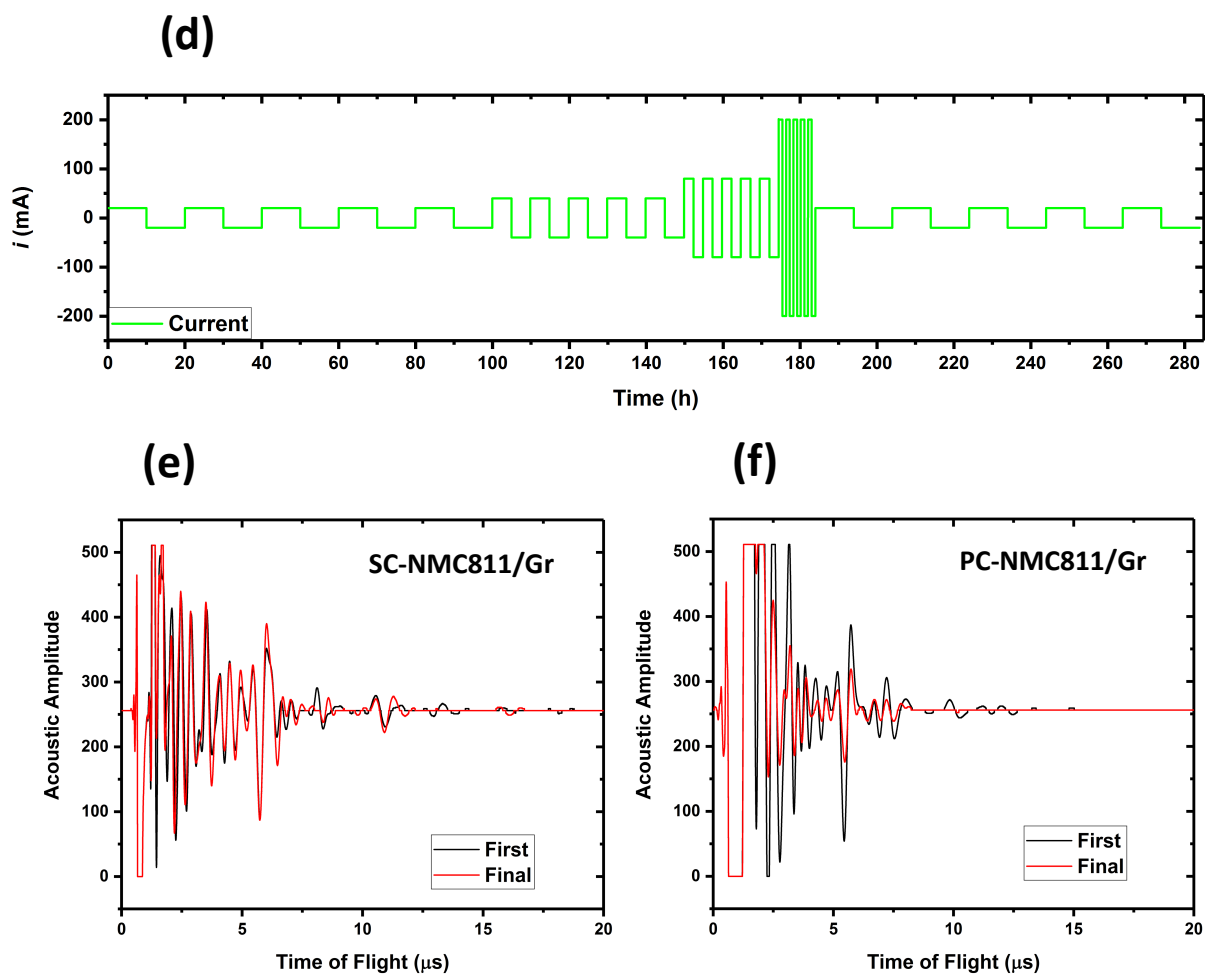 (d)
200
100
0
-100
-200
i (mA)
Current
0 20 40 60 80 100 120 140 160 180 200 220 240 260 280
Time (h)
(e)
500
400
300
200
100
0
Acoustic Amplitude
SC-NMC811/Gr
First
Final
0 5 10 15 20
Time of Flight (μs)
(f)
500
400
300
200
100
0
Acoustic Amplitude
PC-NMC811/Gr
First
Final
0 5 10 15 20
Time of Flight (μs)